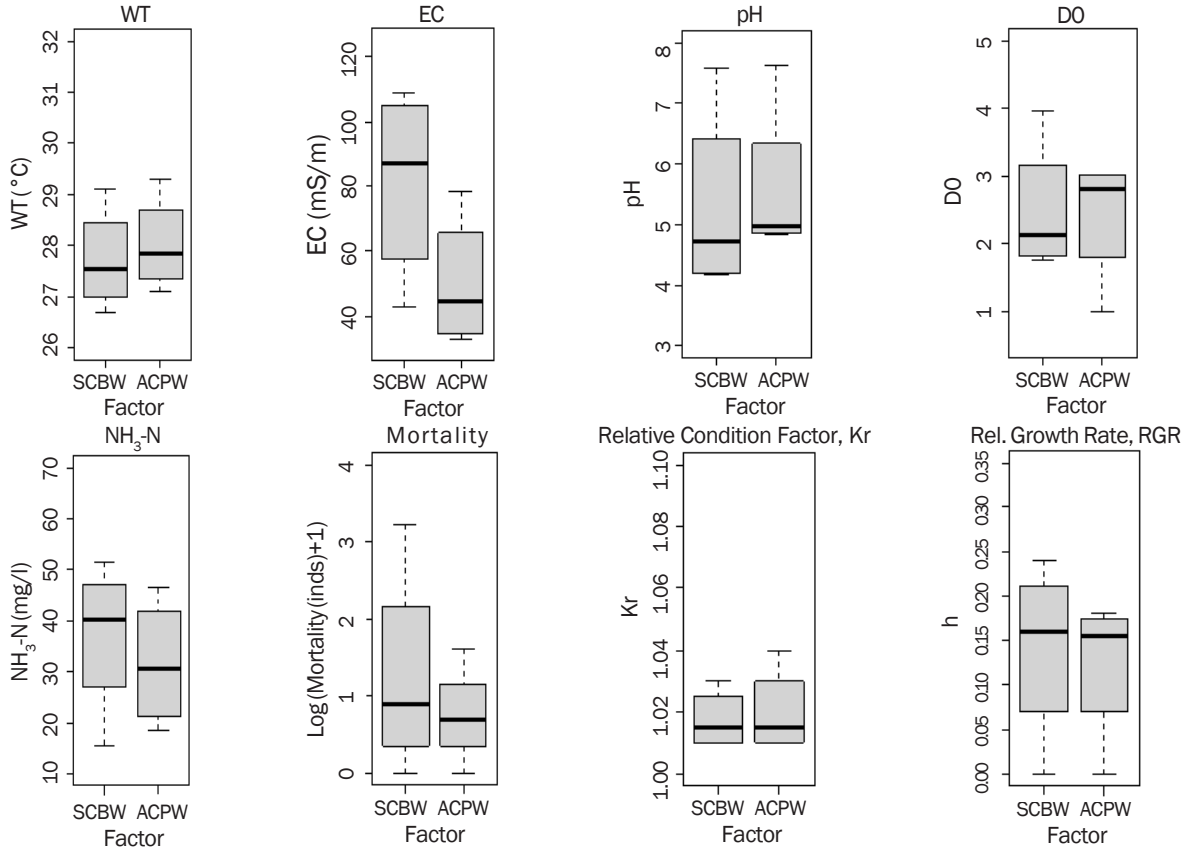 WT
WT (°C)
32
31
30
29
28
27
26
SCBW ACPW
Factor
EC
EC (mS/m)
120
100
80
60
40
SCBW ACPW
Factor
pH
pH
8
7
6
5
4
3
SCBW ACPW
Factor
DO
DO
5
4
3
2
1
SCBW ACPW
Factor
NH3-N
NH3-N (mg/l)
70
60
50
40
30
20
10
SCBW ACPW
Factor
Mortality
Log (Mortality (inds)+1)
4
3
2
1
0
SCBW ACPW
Factor
Relative Condition Factor, Kr
Kr
1.10
1.08
1.06
1.04
1.02
1.00
SCBW ACPW
Factor
Rel. Growth Rate, RGR
h
0.35
0.30
0.25
0.20
0.15
0.10
0.05
0.00
SCBW ACPW
Factor